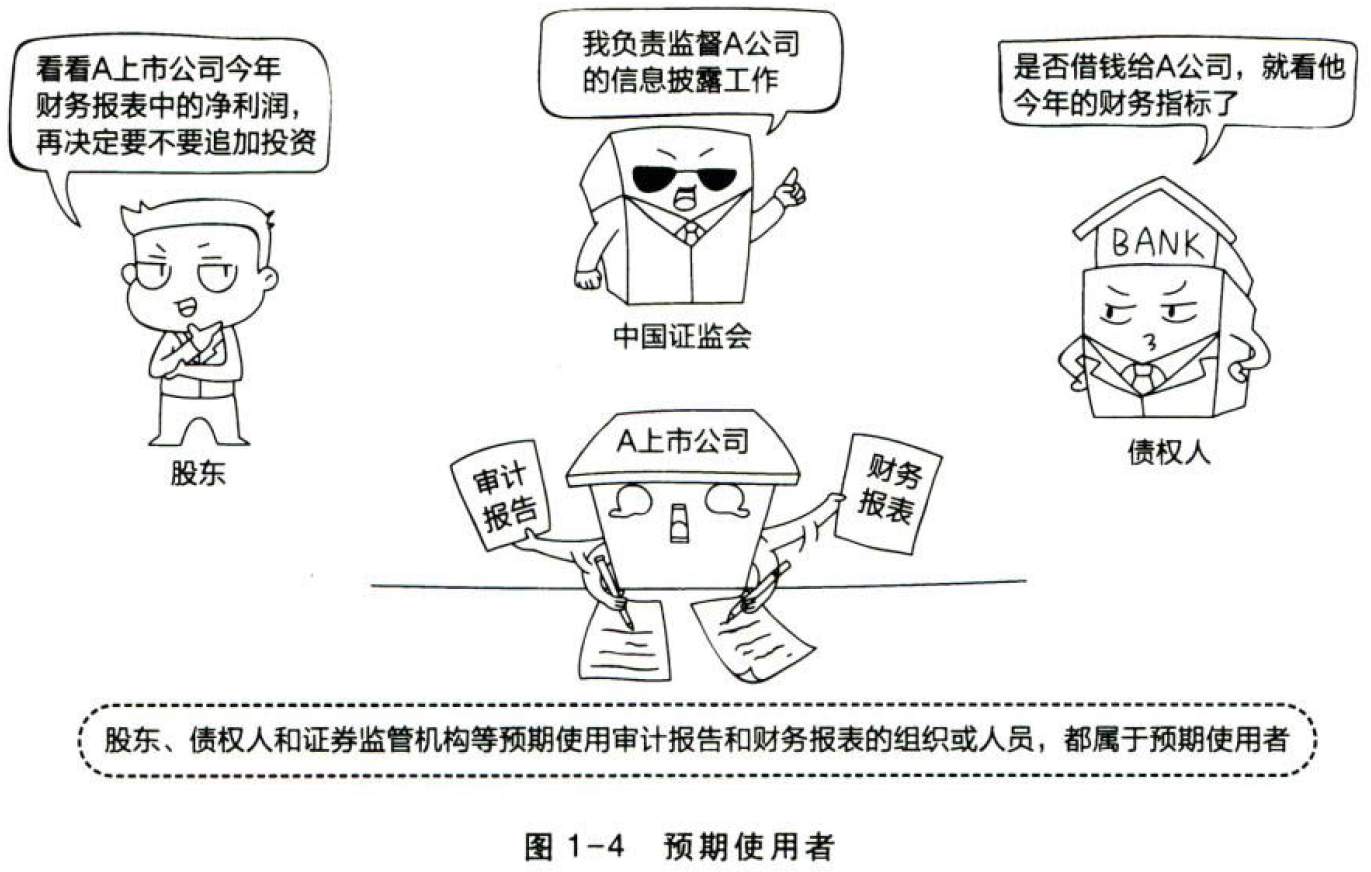 看看A上市公司今年
财务报表中的净利润，
再决定要不要追加投资
我负责监督A公司
的信息披露工作
是否借钱给A公司，就看他
今年的财务指标了
BANK
中国证监会
股东
债权人
A上市公司
审计
报告
财务
报表
股东、债权人和证券监管机构等预期使用审计报告和财务报表的组织或人员，都属于预期使用者
图 1-4 预期使用者